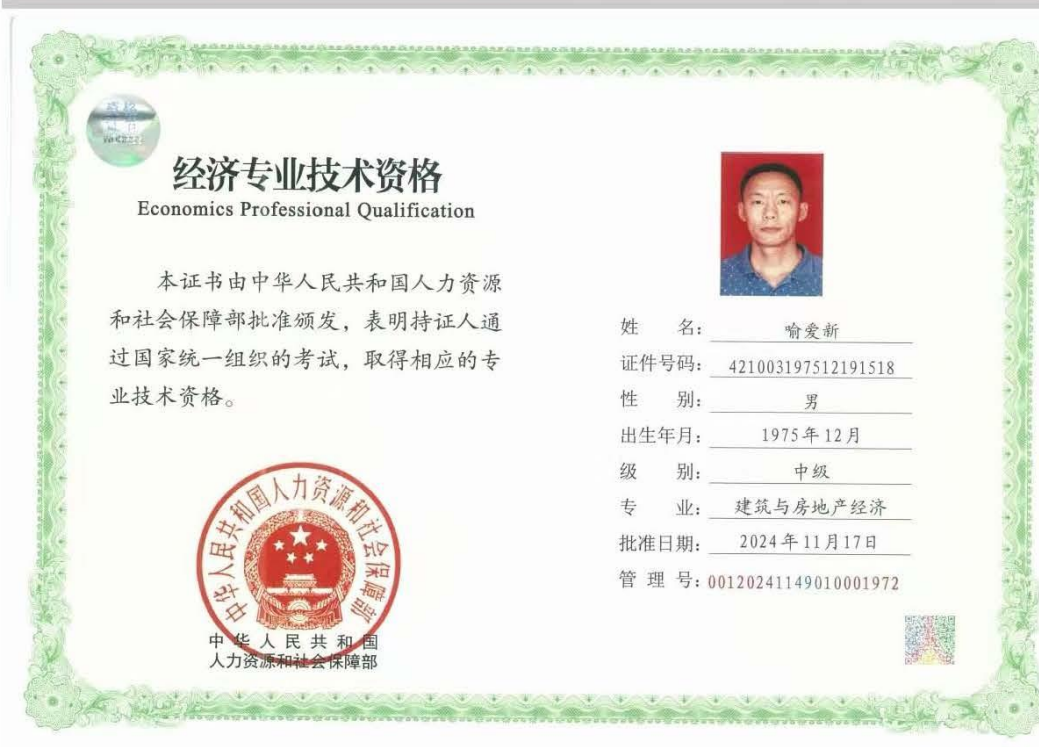 资格
证书
经济专业技术资格
Economics Professional Qualification
本证书由中华人民共和国人力资源
和社会保障部批准颁发，表明持证人通
过国家统一组织的考试，取得相应的专
业技术资格。
中华人民共和国人力资源和社会保障部
中华人民共和国
人力资源和社会保障部
姓 名：喻爱新
证件号码：421003197512191518
性 别：男
出生年月：1975年12月
级 别：中级
专 业：建筑与房地产经济
批准日期：2024年11月17日
管 理 号：00120241149010001972